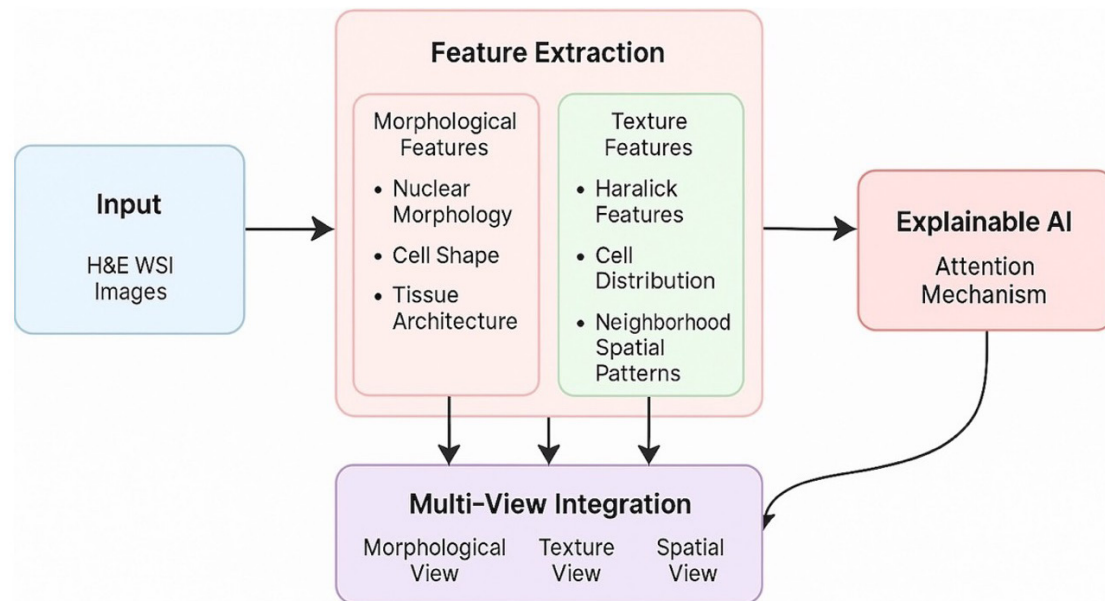 Feature Extraction
Morphological
Features
• Nuclear
Morphology
• Cell Shape
• Tissue
Architecture
Texture
Features
• Haralick
Features
• Cell
Distribution
• Neighborhood
Spatial
Patterns
Input
H&E WSI
Images
Explainable AI
Attention
Mechanism
Multi-View Integration
Morphological
View
Texture
View
Spatial
View